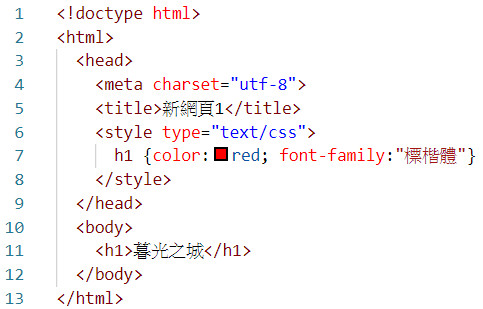 1 <!doctype html>
2 <html>
3 <head>
4 <meta charset="utf-8">
5 <title>新網頁1</title>
6 <style type="text/css">
7 h1 {color:red; font-family:"標楷體"}
8 </style>
9 </head>
10 <body>
11 <h1>暮光之城</h1>
12 </body>
13 </html>